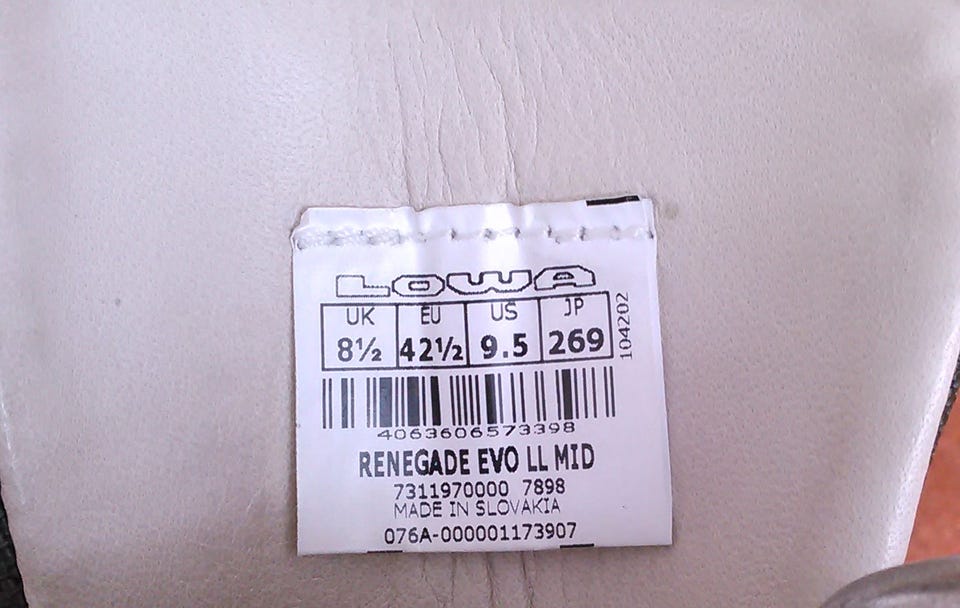 LOWA
UK EU US JP
8½ 42½ 9.5 269
104202
4063606573398
RENEGADE EVO LL MID
7311970000 7898
MADE IN SLOVAKIA
076A-000001173907